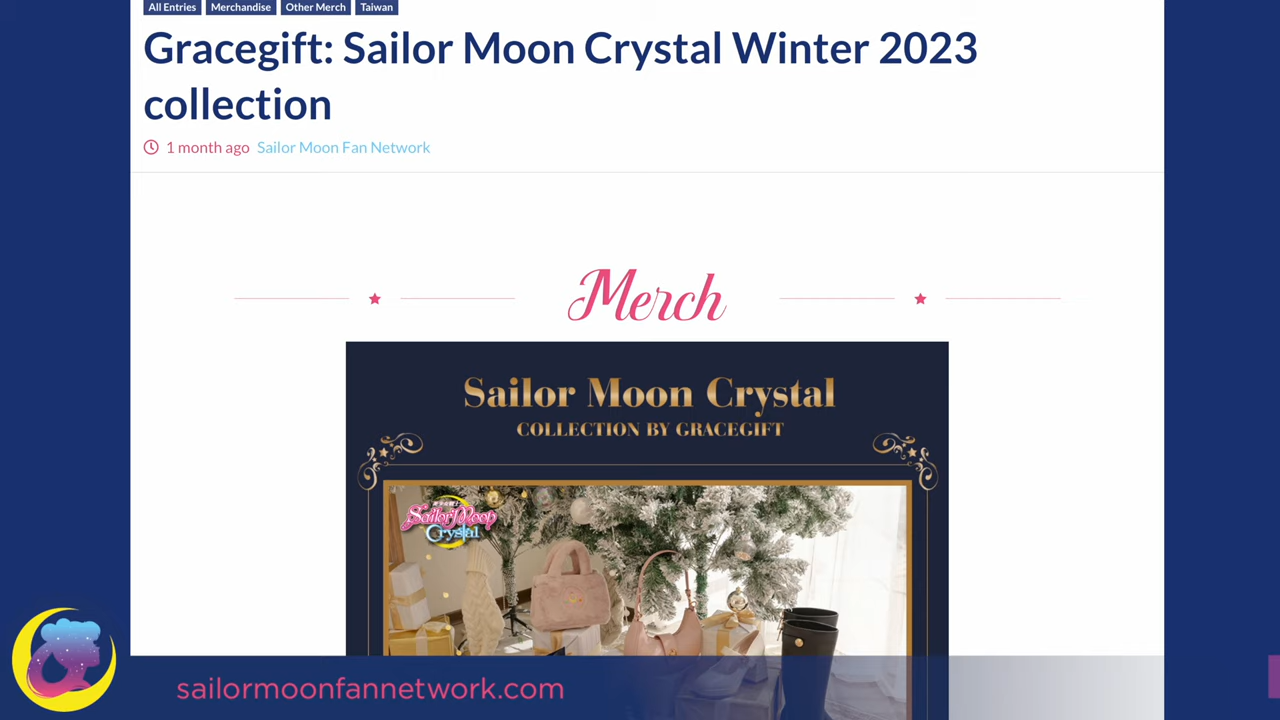 All Entries Merchandise Other Merch Taiwan
Gracegift: Sailor Moon Crystal Winter 2023
collection
1 month ago Sailor Moon Fan Network
Merch
Sailor Moon Crystal
COLLECTION BY GRACEGIFT
Sailor Moon
Crystal
sailormoonfannetwork.com